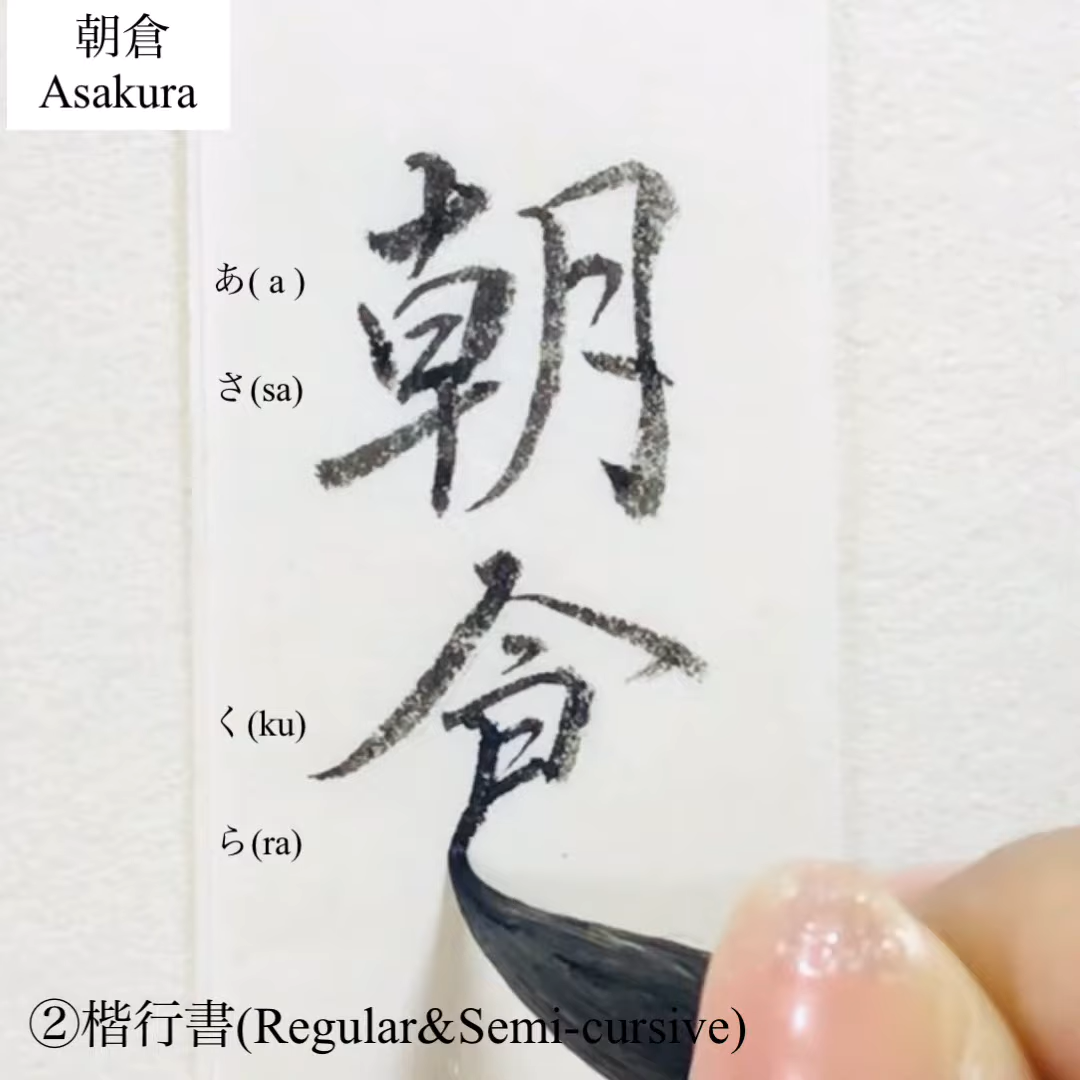 朝倉
Asakura
朝倉
あ( a )
さ(sa)
く(ku)
ら(ra)
②楷行書(Regular&Semi-cursive)